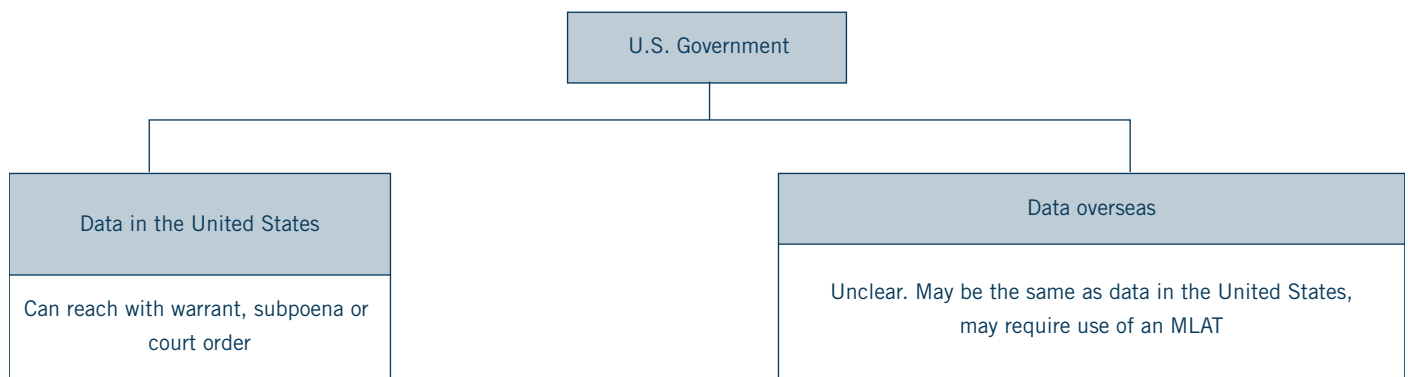 U.S. Government
Data in the United States
Can reach with warrant, subpoena or
court order
Data overseas
Unclear. May be the same as data in the United States,
may require use of an MLAT